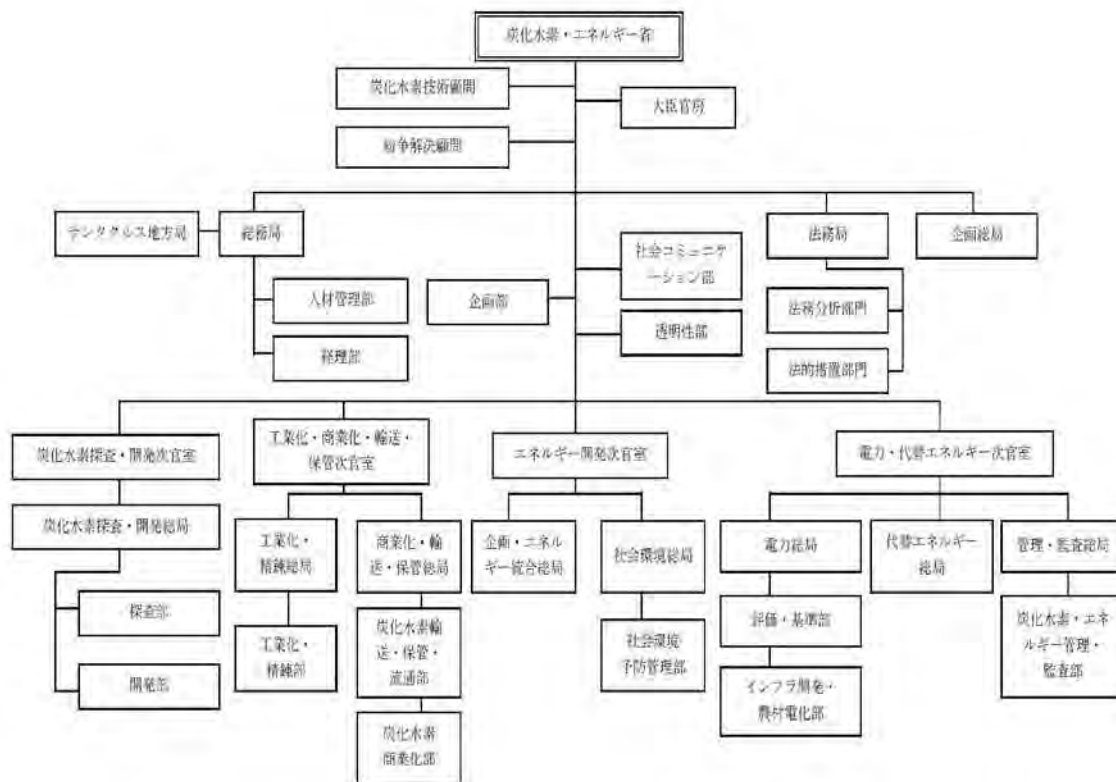 炭化水素・エネルギー省
炭化水素技術顧問
大臣官房
紛争解決顧問
サンタクルス地方局
総務局
社会コミュニケ
ーション部
法務局
企画総局
人材管理部
企画部
法務分析部門
透明性部
経理部
法的措置部門
炭化水素探査・開発次官室
工業化・商業化・輸送・
保管次官室
エネルギー開発次官室
電力・代替エネルギー次官室
炭化水素探査・開発総局
工業化・
精錬総局
商業化・輸
送・保管総局
企画・エネル
ギー統合総局
社会環境総局
電力総局
代替エネルギー
総局
管理・監査総局
探査部
工業化・
精錬部
炭化水素輸
送・保管・
流通部
社会環境
予防管理部
評価・基準部
炭化水素・エネ
ルギー管理・
監査部
開発部
インフラ開発・
農村電化部
炭化水素
商業化部